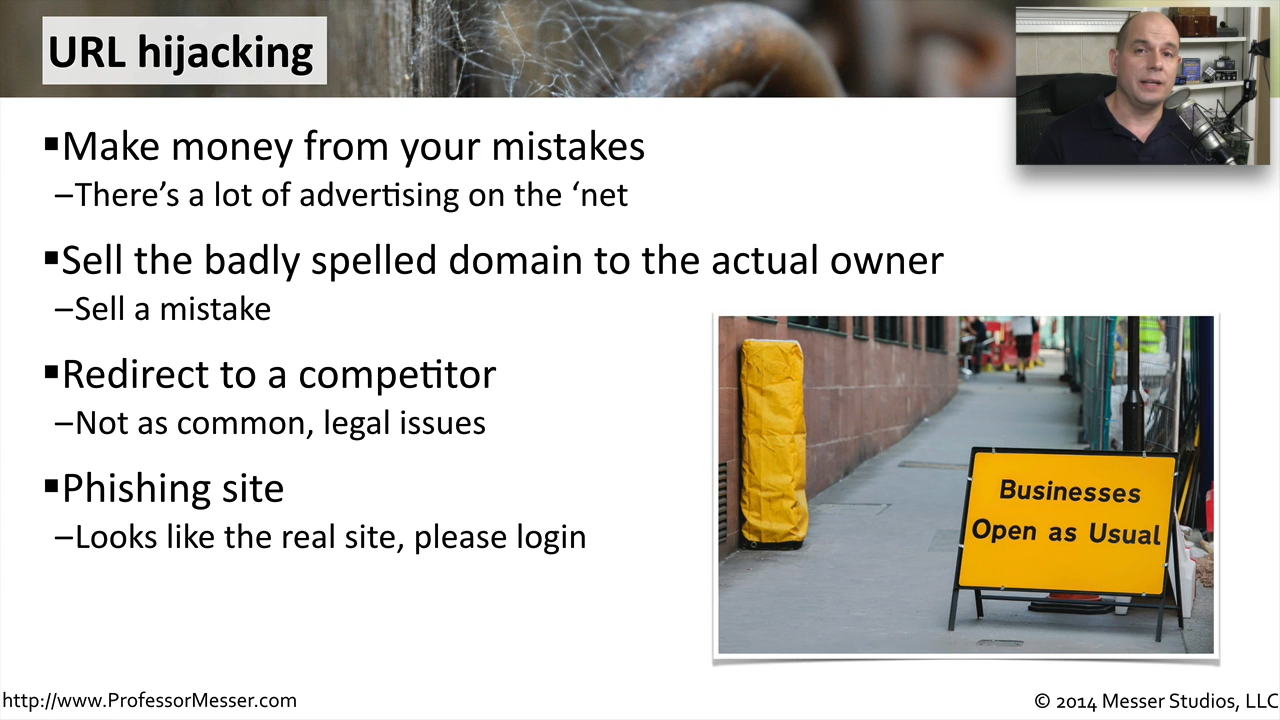 URL hijacking
▪Make money from your mistakes
–There’s a lot of advertising on the ‘net
▪Sell the badly spelled domain to the actual owner
–Sell a mistake
▪Redirect to a competitor
–Not as common, legal issues
▪Phishing site
–Looks like the real site, please login
Businesses
Open as Usual
http://www.ProfessorMesser.com
© 2014 Messer Studios, LLC